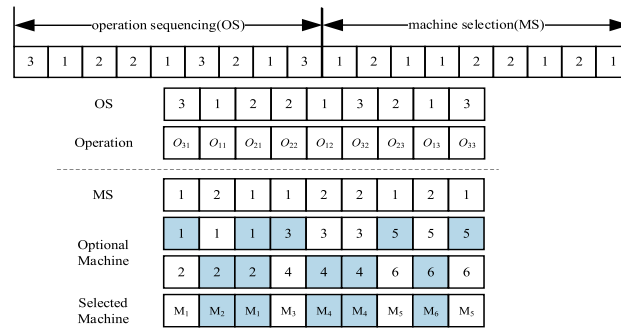 operation sequencing(OS) machine selection(MS)
3 1 2 2 1 3 2 1 3 1 2 1 1 2 2 1 2 1
OS 3 1 2 2 1 3 2 1 3
Operation O31 O11 O21 O22 O12 O32 O23 O13 O33
MS 1 2 1 1 2 2 1 2 1
1 1 1 3 3 3 5 5 5
Optional
Machine
2 2 2 4 4 4 6 6 6
Selected
Machine
M1 M2 M1 M3 M4 M4 M5 M6 M5